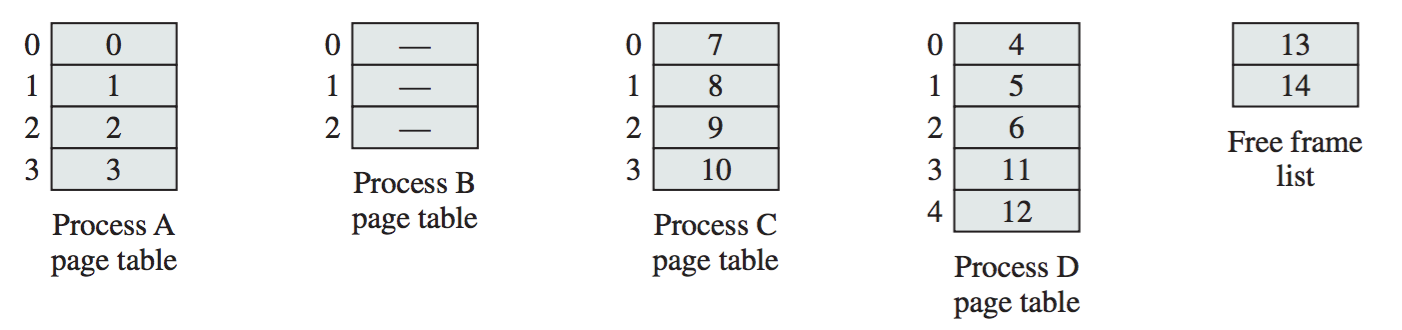 0 0
1 1
2 2
3 3
Process A
page table
0 —
1 —
2 —
Process B
page table
0 7
1 8
2 9
3 10
Process C
page table
0 4
1 5
2 6
3 11
4 12
Process D
page table
13
14
Free frame
list